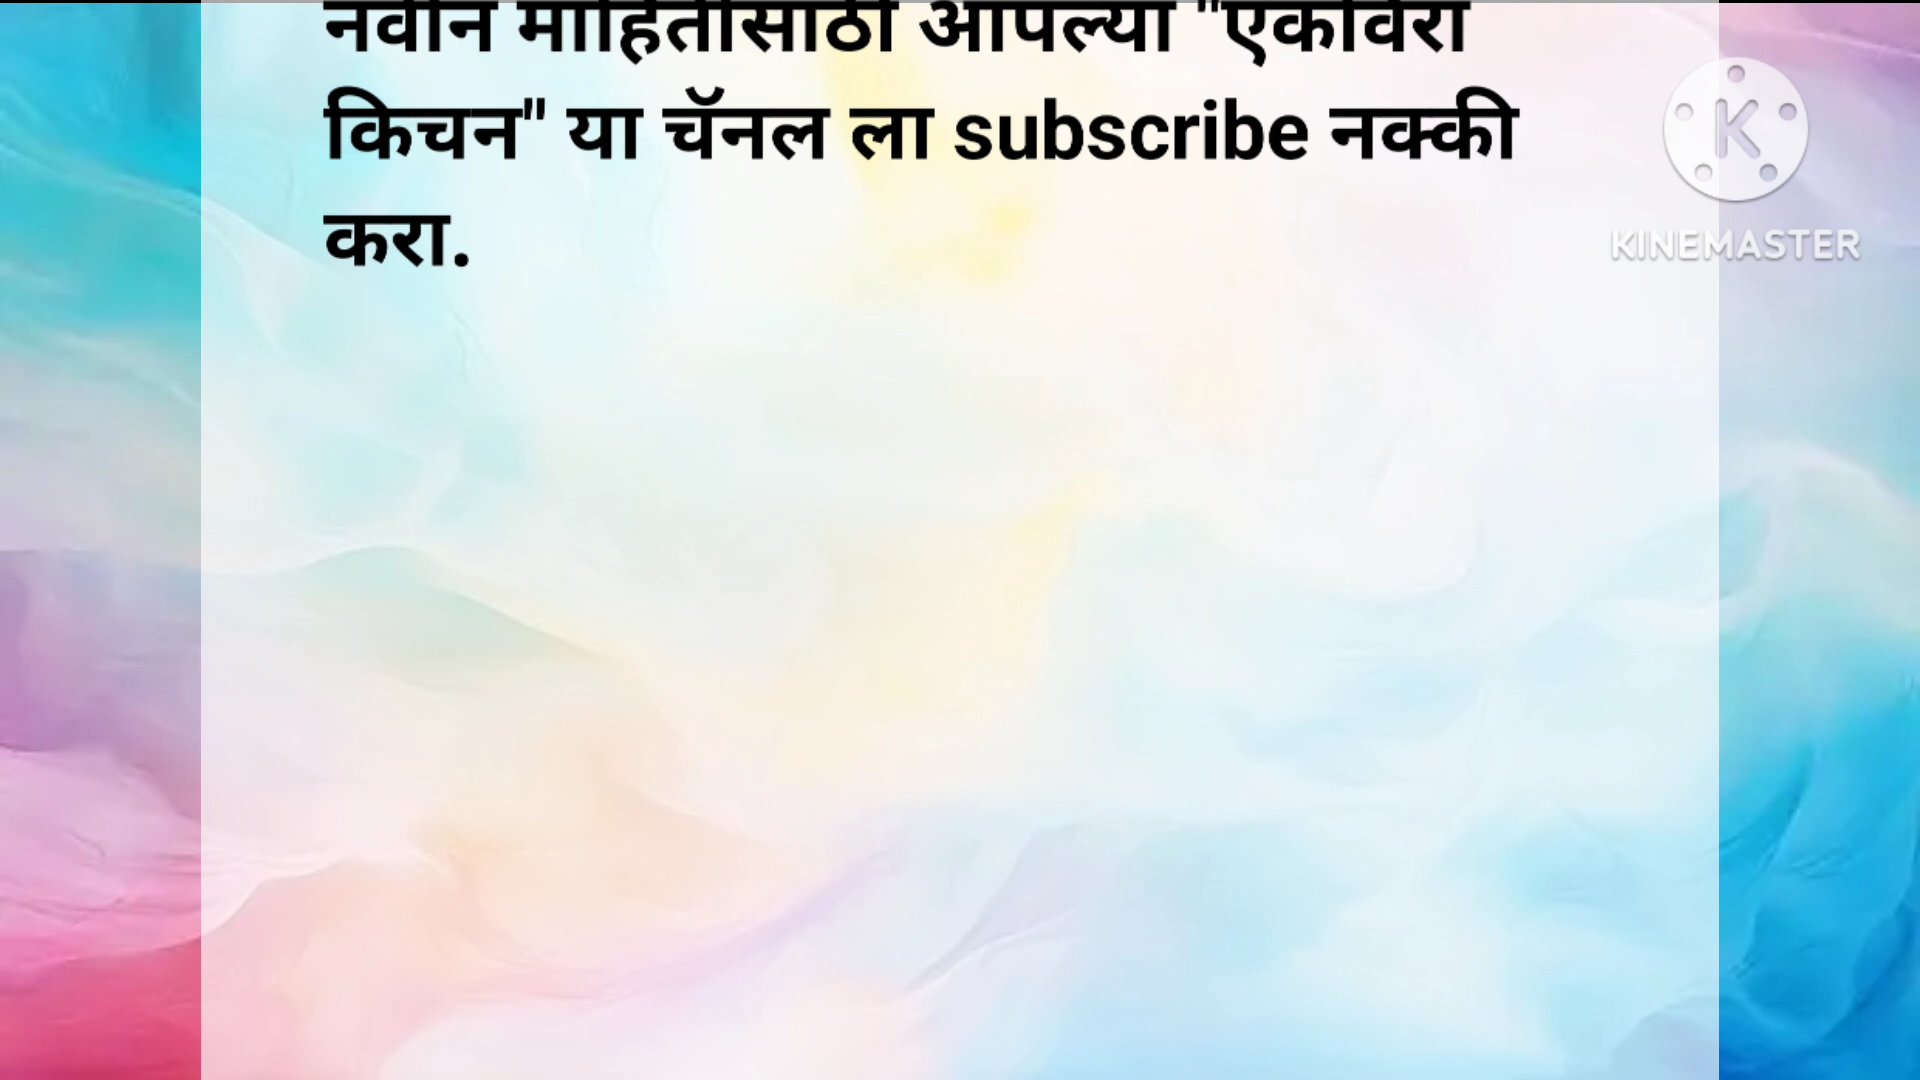 नवीन माहितीसाठी आपल्या "एकविरा
किचन" या चॅनल ला subscribe नक्की
करा.
KINEMASTER